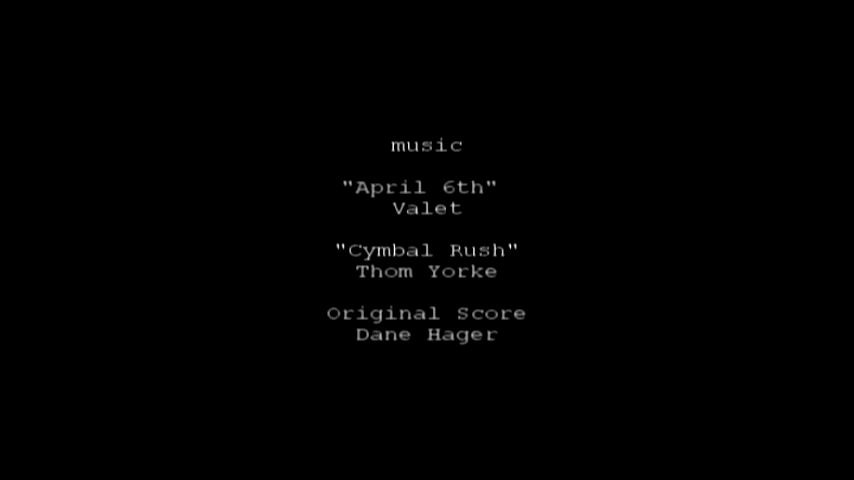 music
"April 6th"
Valet
"Cymbal Rush"
Thom Yorke
Original Score
Dane Hager